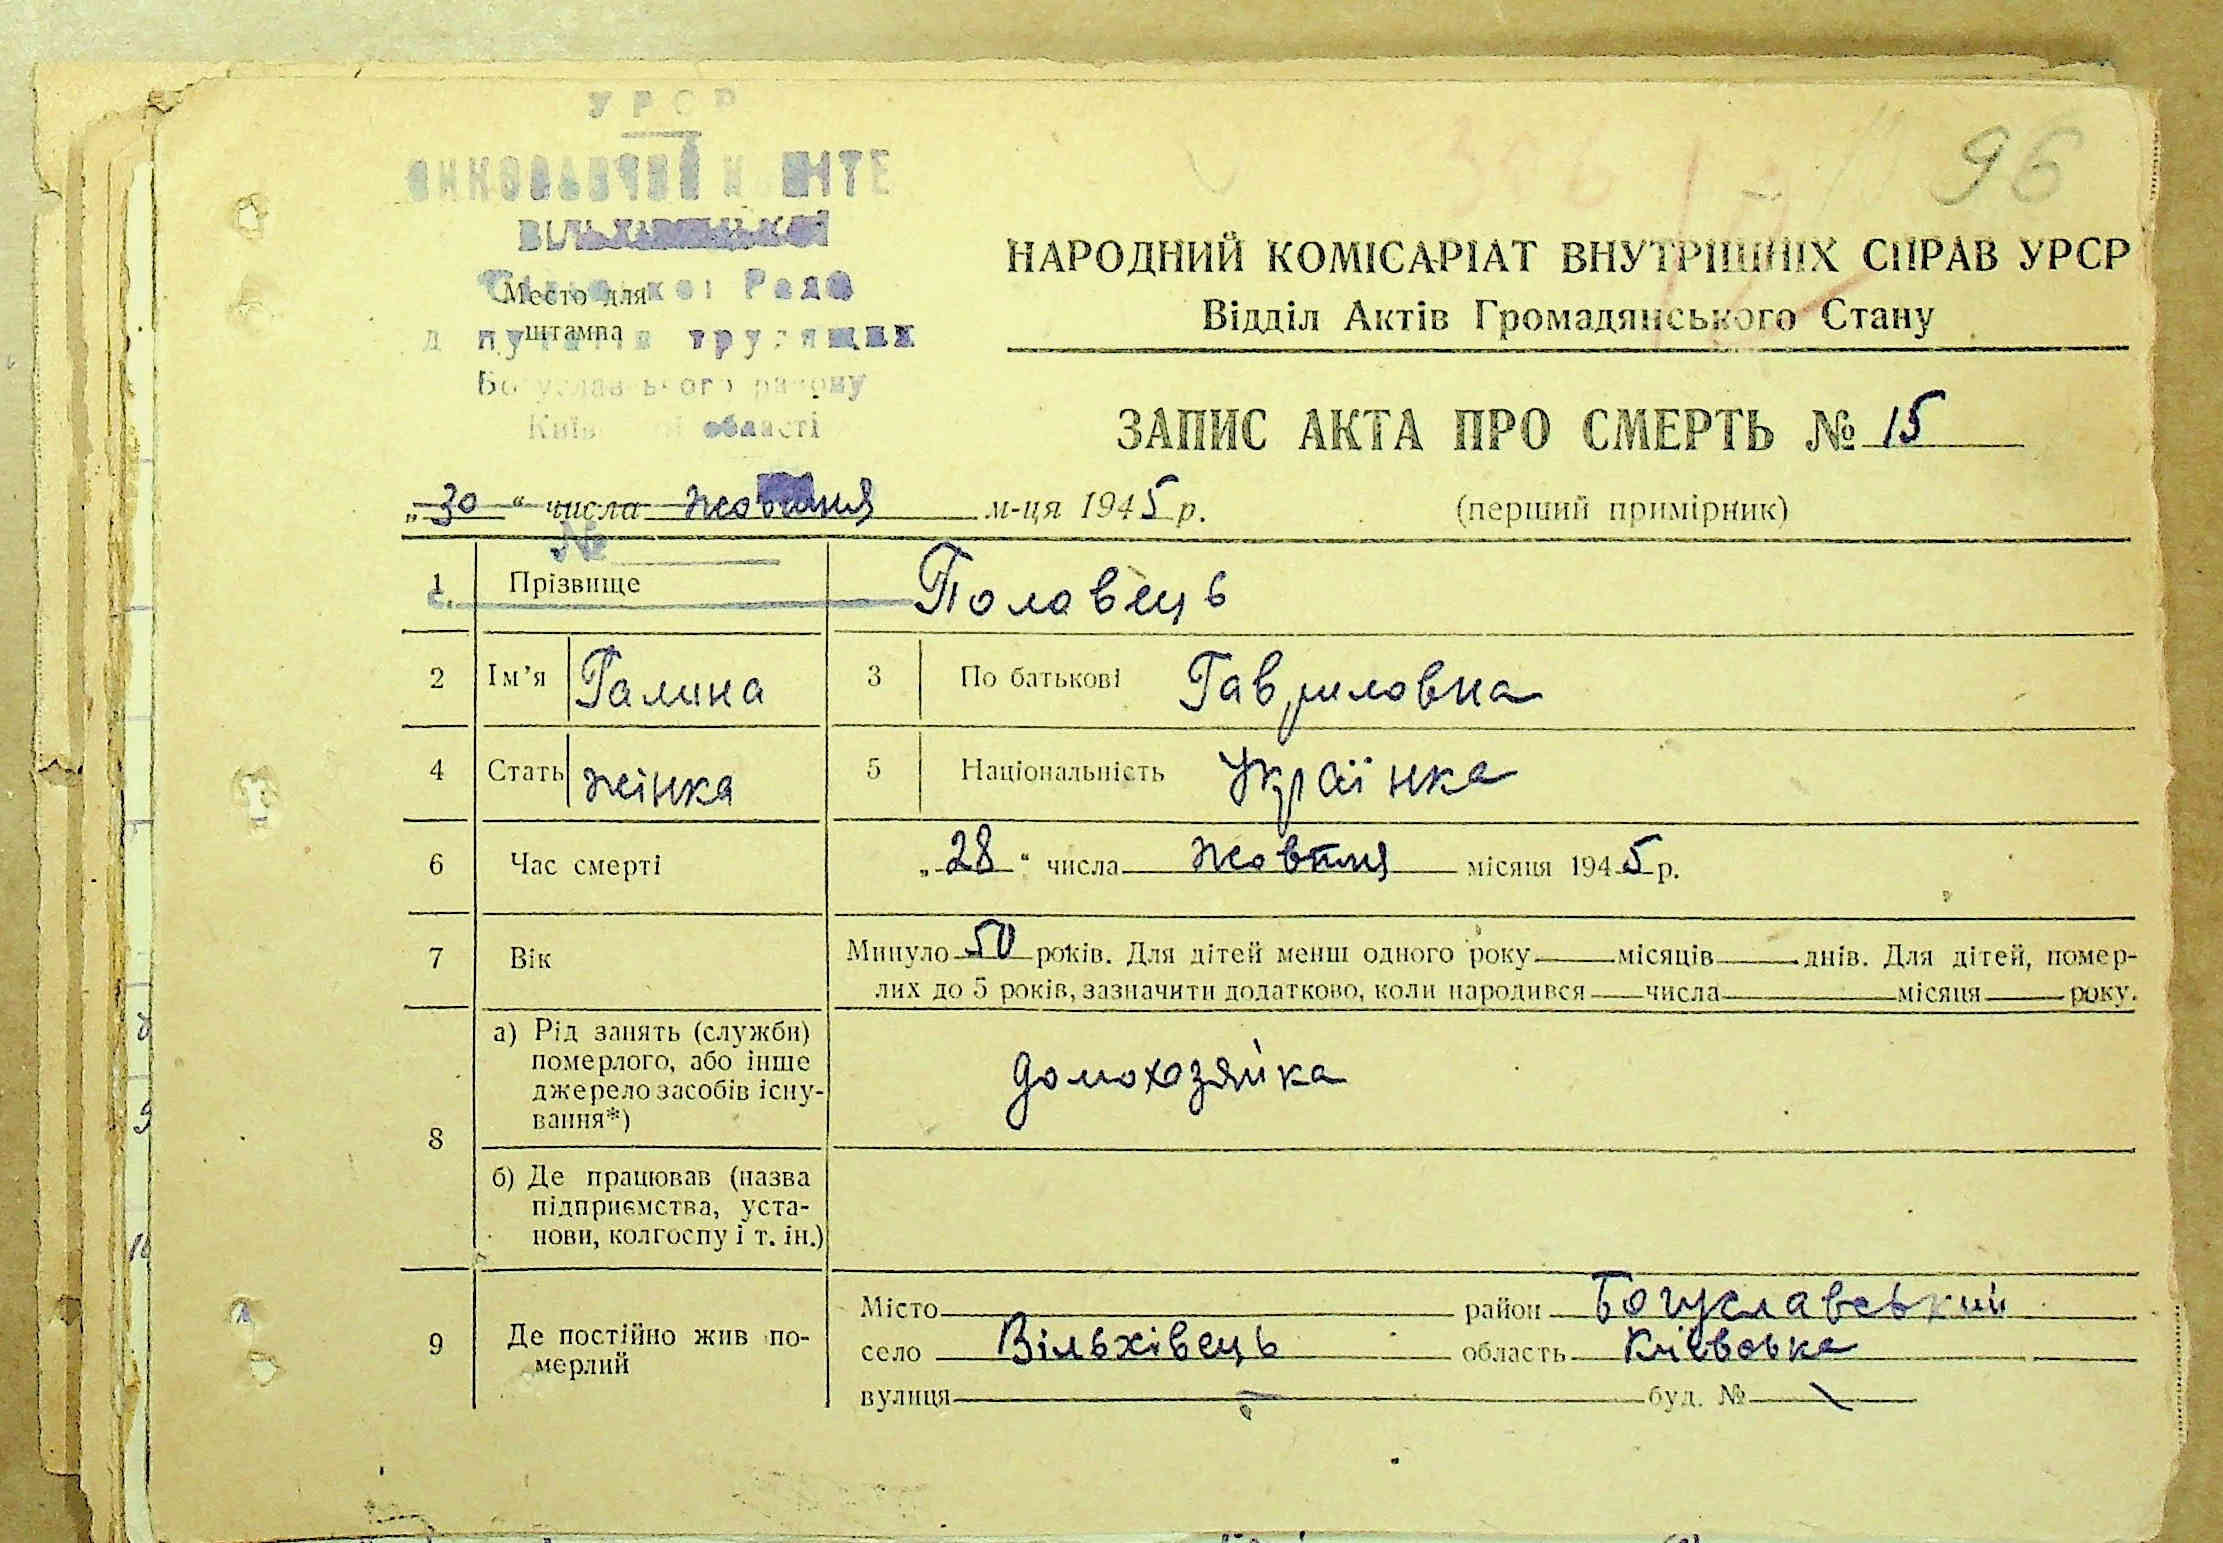 УРСР
96
ВІЛЬХІВЕЦЬКОЇ
НАРОДНИЙ КОМІСАРІАТ ВНУТРІШНІХ СПРАВ УРСР
Место для Рада
Відділ Актів Громадянського Стану
штампа трудящих
Богуславського району
Київської області
ЗАПИС АКТА ПРО СМЕРТЬ № 15
„30“ числа жовтня м-ця 1945 р.
(перший примірник)
№
1 Прізвище Половець
2 Ім’я Галина 3 По батькові Гавриловна
4 Стать жінка 5 Національність Українка
6 Час смерті „28“ числа жовтня місяця 1945 р.
7 Вік Минуло 50 років. Для дітей менш одного року місяців днів. Для дітей, помер-
лих до 5 років, зазначити додатково, коли народився числа місяця року.
8
а) Рід занять (служби)
померлого, або інше
джерело засобів існу-
вання*)
домохозяйка
б) Де працював (назва
підприємства, уста-
нови, колгоспу і т. ін.)
9 Де постійно жив по-
мерлий
Місто район Богуславський
село Вільхівець область
вулиця буд. №